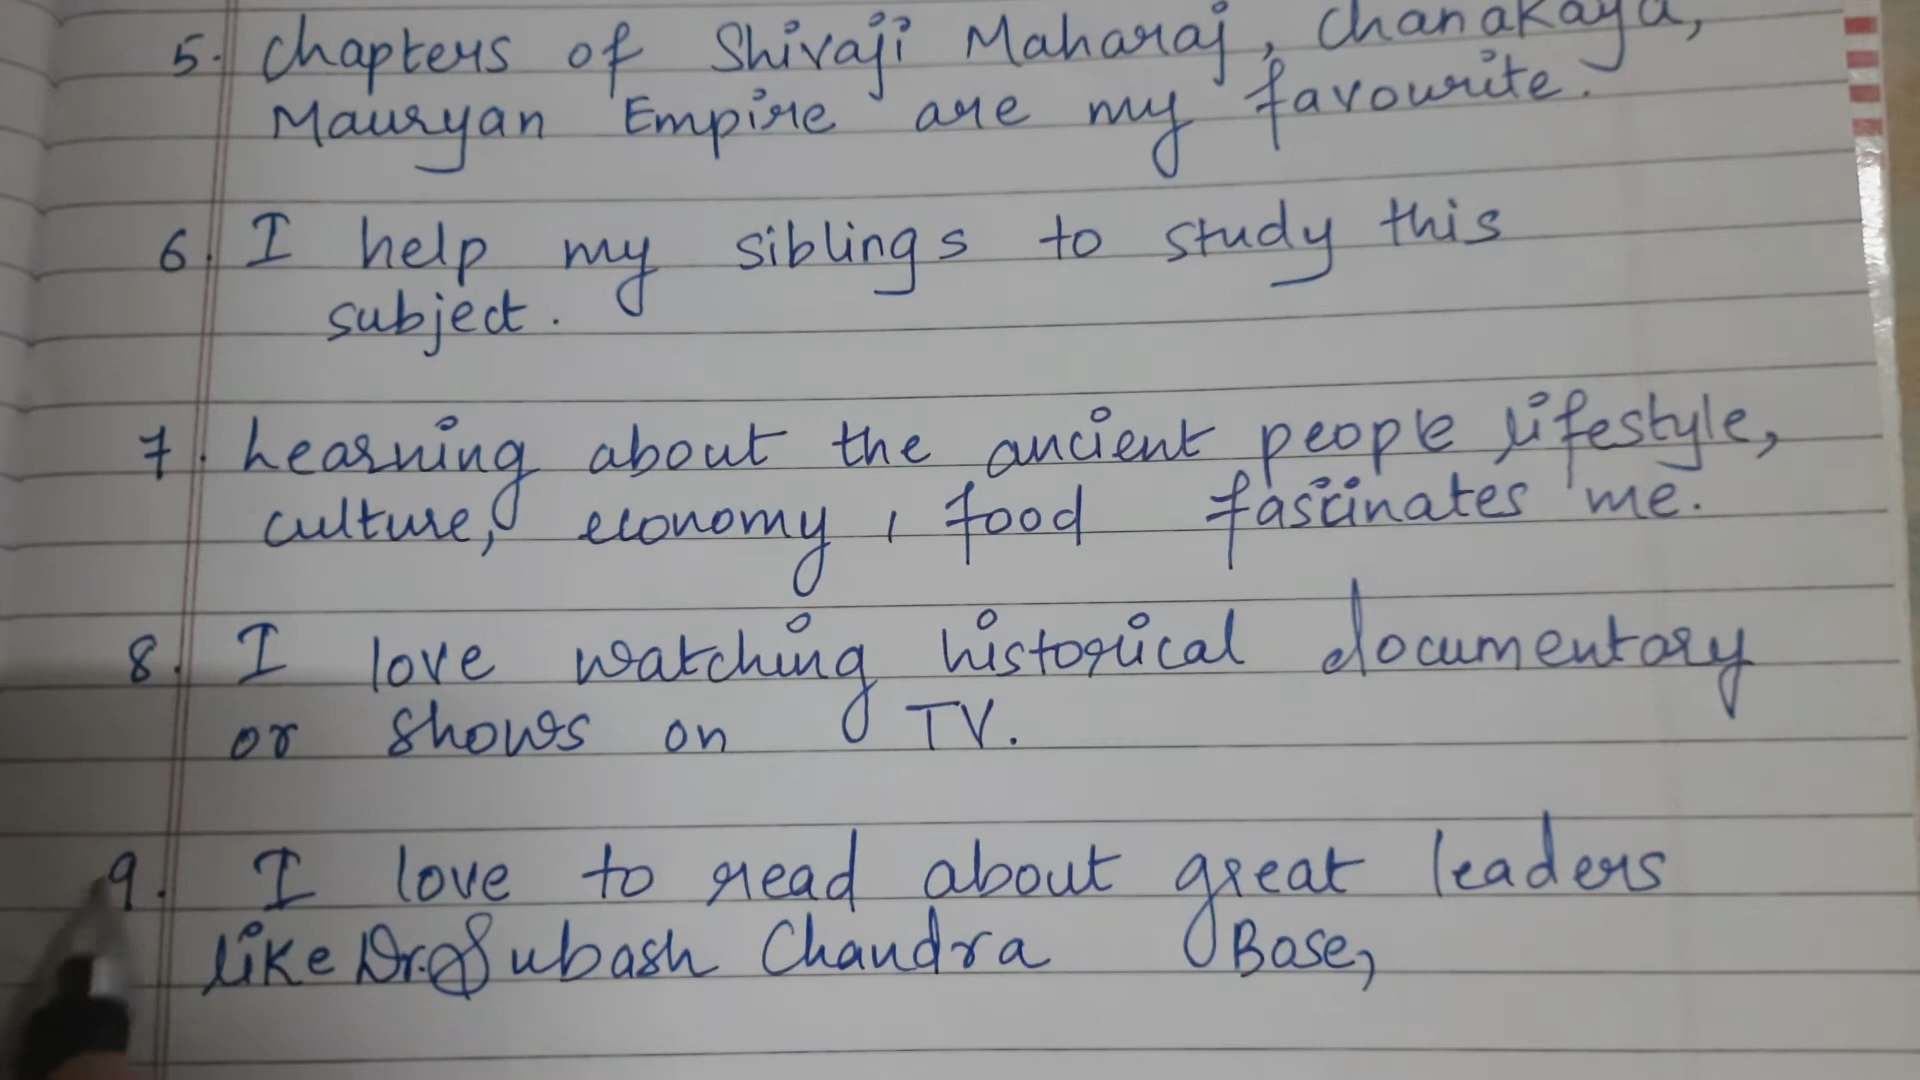 5. Chapters of Shivaji Maharaj, Chanakaya,
Mauryan Empire are my favourite.
6. I help my siblings to study this
subject.
7. Learning about the ancient people lifestyle,
culture, economy, food fascinates me.
8. I love watching historical documentary
or shows on TV.
9. I love to read about great leaders
like Dr. Subash Chandra Bose,